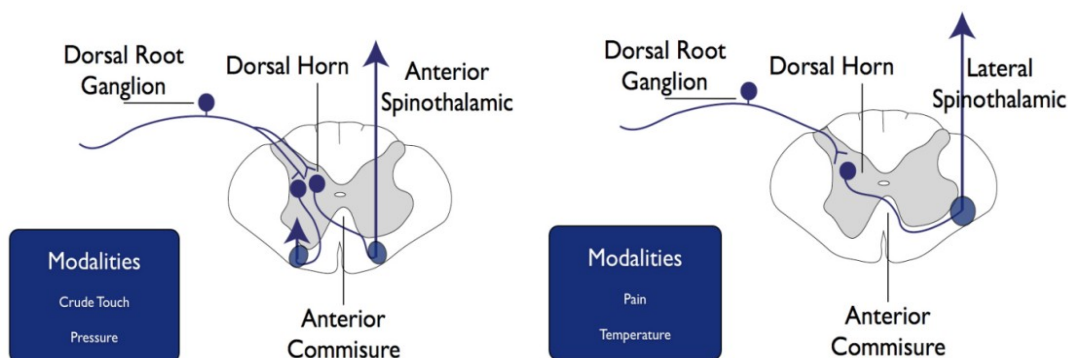 Dorsal Root
Ganglion
Dorsal Horn
Anterior
Spinothalamic
Modalities
Crude Touch
Pressure
Anterior
Commisure
Dorsal Root
Ganglion
Dorsal Horn
Lateral
Spinothalamic
Modalities
Pain
Temperature
Anterior
Commisure